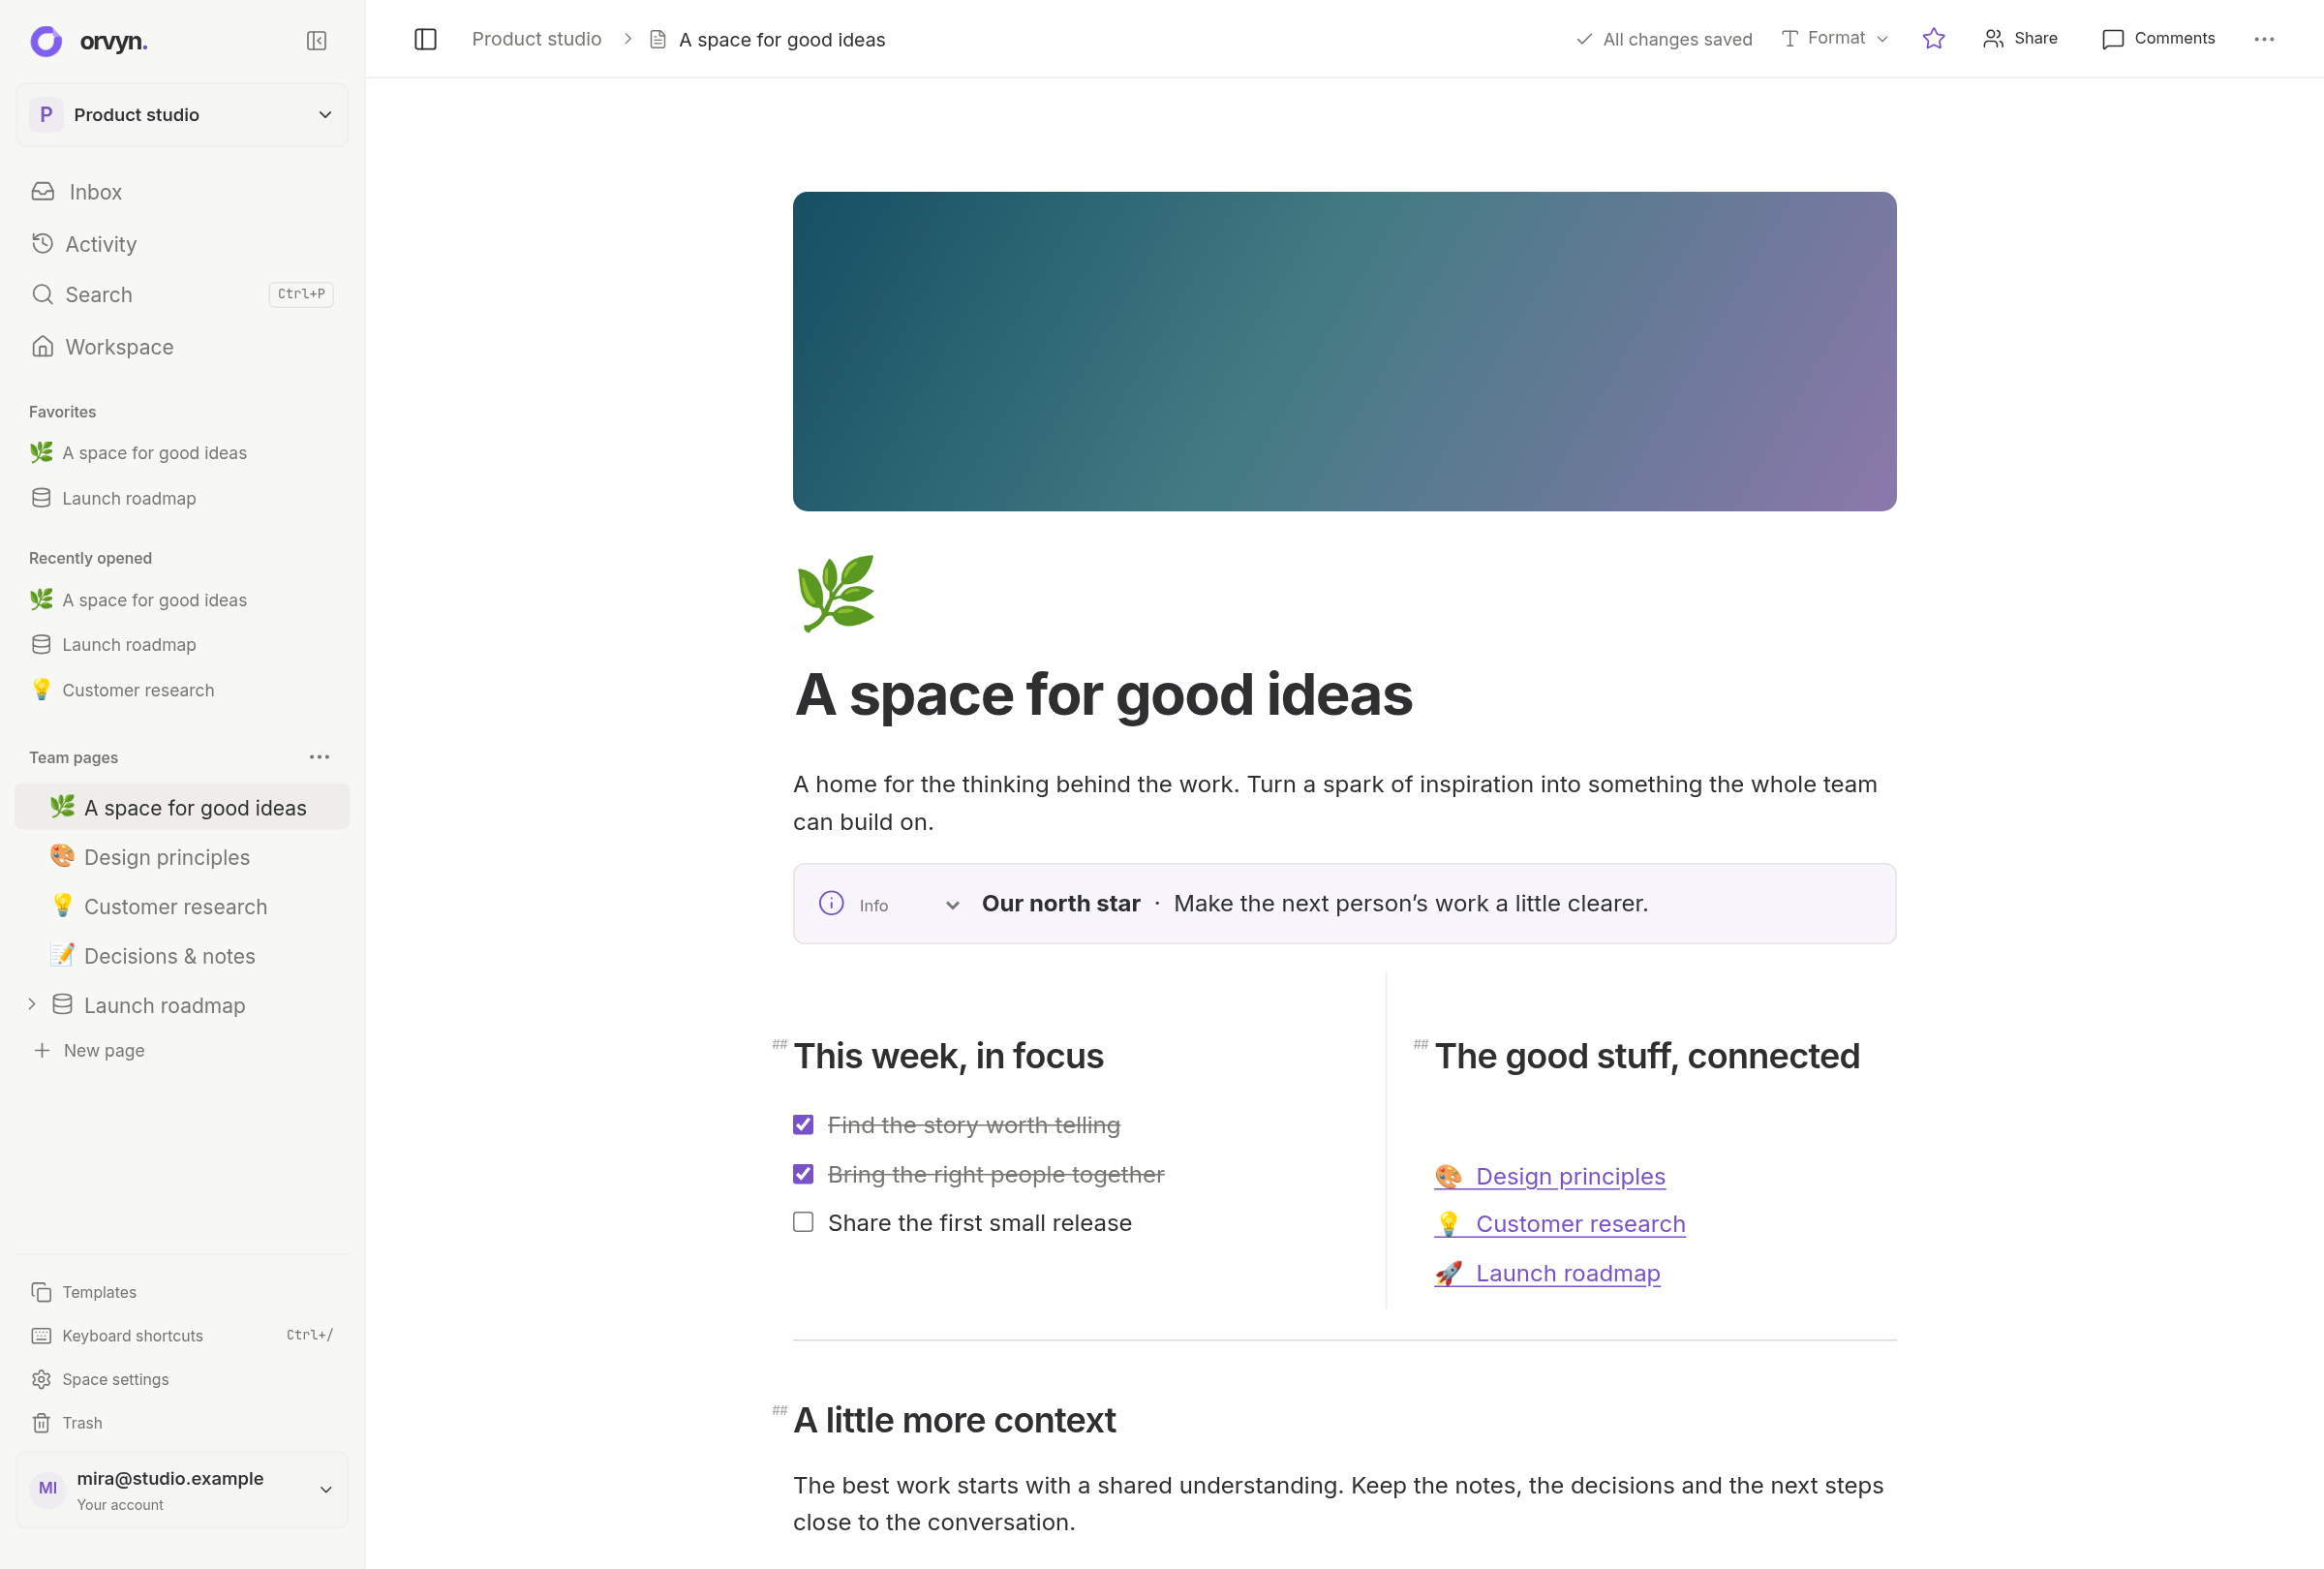 orvyn.
P Product studio
Inbox
Activity
Search Ctrl+P
Workspace
Favorites
A space for good ideas
Launch roadmap
Recently opened
A space for good ideas
Launch roadmap
Customer research
Team pages
A space for good ideas
Design principles
Customer research
Decisions & notes
Launch roadmap
New page
Templates
Keyboard shortcuts Ctrl+/
Space settings
Trash
MI mira@studio.example
Your account
Product studio A space for good ideas
All changes saved Format Share Comments
A space for good ideas
A home for the thinking behind the work. Turn a spark of inspiration into something the whole team
can build on.
Info Our north star · Make the next person’s work a little clearer.
## This week, in focus
Find the story worth telling
Bring the right people together
Share the first small release
## The good stuff, connected
Design principles
Customer research
Launch roadmap
## A little more context
The best work starts with a shared understanding. Keep the notes, the decisions and the next steps
close to the conversation.